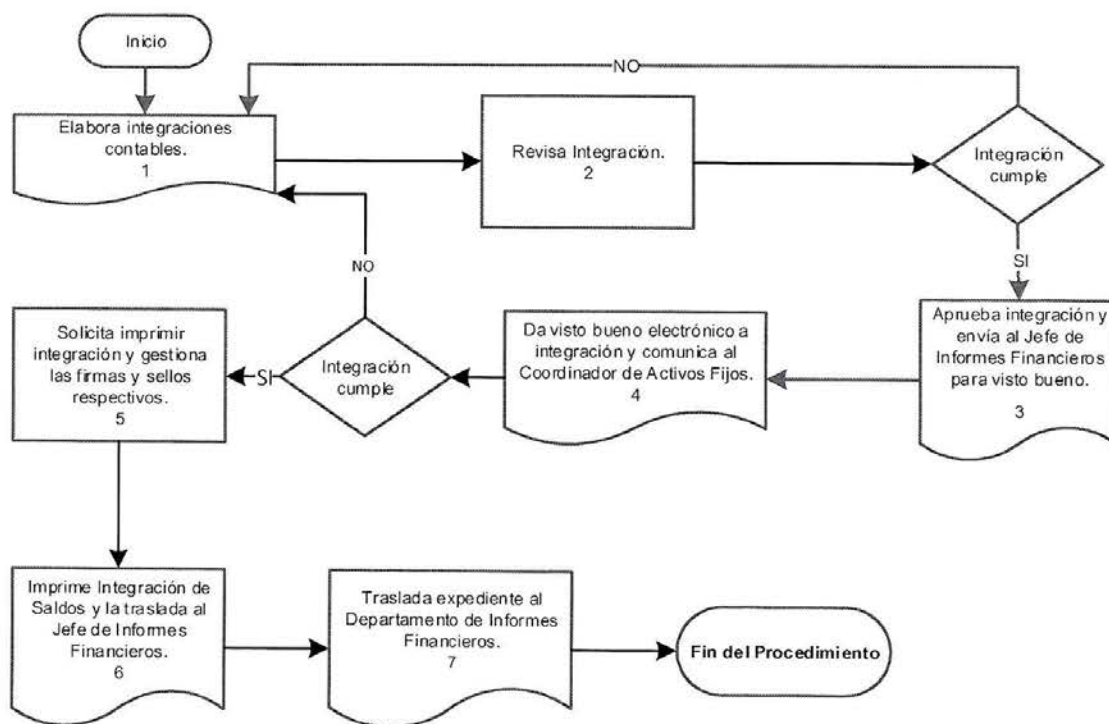 Inicio
NO
Elabora integraciones
contables.
1
Revisa Integración.
2
Integración
cumple
NO
SI
Solicita imprimir
integración y gestiona
las firmas y sellos
respectivos.
5
SI
Integración
cumple
Da visto bueno electrónico a
integración y comunica al
Coordinador de Activos Fijos.
4
Aprueba integración y
envía al Jefe de
Informes Financieros
para visto bueno.
3
Imprime Integración de
Saldos y la traslada al
Jefe de Informes
Financieros.
6
Traslada expediente al
Departamento de Informes
Financieros.
7
Fin del Procedimiento